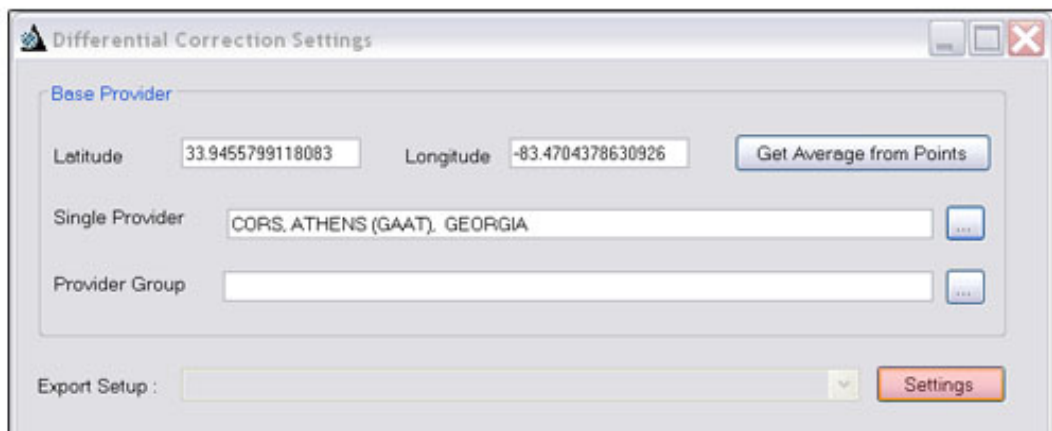 Differential Correction Settings
Base Provider
Latitude 33.9455799118083 Longitude -83.4704378630926 Get Average from Points
Single Provider CORS, ATHENS (GAAT), GEORGIA ...
Provider Group ...
Export Setup : Settings